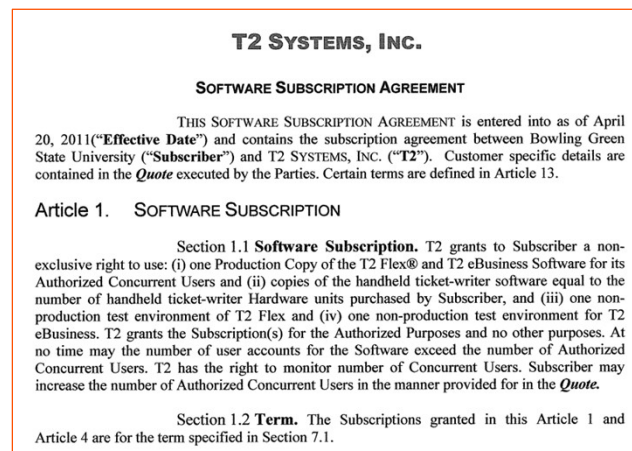 T2 SYSTEMS, INC.
SOFTWARE SUBSCRIPTION AGREEMENT
THIS SOFTWARE SUBSCRIPTION AGREEMENT is entered into as of April
20, 2011("Effective Date") and contains the subscription agreement between Bowling Green
State University ("Subscriber") and T2 SYSTEMS, INC. ("T2"). Customer specific details are
contained in the Quote executed by the Parties. Certain terms are defined in Article 13.
Article 1. SOFTWARE SUBSCRIPTION
Section 1.1 Software Subscription. T2 grants to Subscriber a non-
exclusive right to use: (i) one Production Copy of the T2 Flex® and T2 eBusiness Software for its
Authorized Concurrent Users and (ii) copies of the handheld ticket-writer software equal to the
number of handheld ticket-writer Hardware units purchased by Subscriber, and (iii) one non-
production test environment of T2 Flex and (iv) one non-production test environment for T2
eBusiness. T2 grants the Subscription(s) for the Authorized Purposes and no other purposes. At
no time may the number of user accounts for the Software exceed the number of Authorized
Concurrent Users. T2 has the right to monitor number of Concurrent Users. Subscriber may
increase the number of Authorized Concurrent Users in the manner provided for in the Quote.
Section 1.2 Term. The Subscriptions granted in this Article 1 and
Article 4 are for the term specified in Section 7.1.